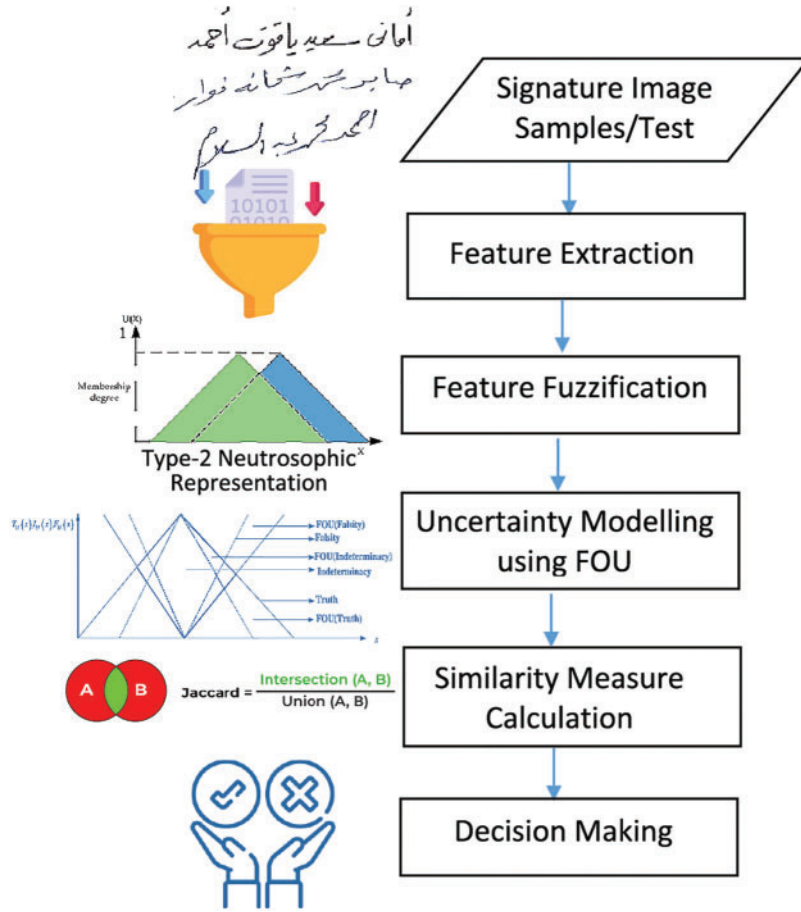 أماني سعيد ياقوت أحمد
صابر شحاته فواز
احمد محمد عبد السلام
Signature Image
Samples/Test
10101
01010
Feature Extraction
U(X)
1
Membership
degree
x
Feature Fuzzification
Type-2 Neutrosophic
Representation
FOU(Falsity)
Falsity
FOU(Indeterminacy)
Indeterminacy
Truth
FOU(Truth)
x
Uncertainty Modelling
using FOU
A B
Jaccard = Intersection (A, B)
Union (A, B)
Similarity Measure
Calculation
Decision Making